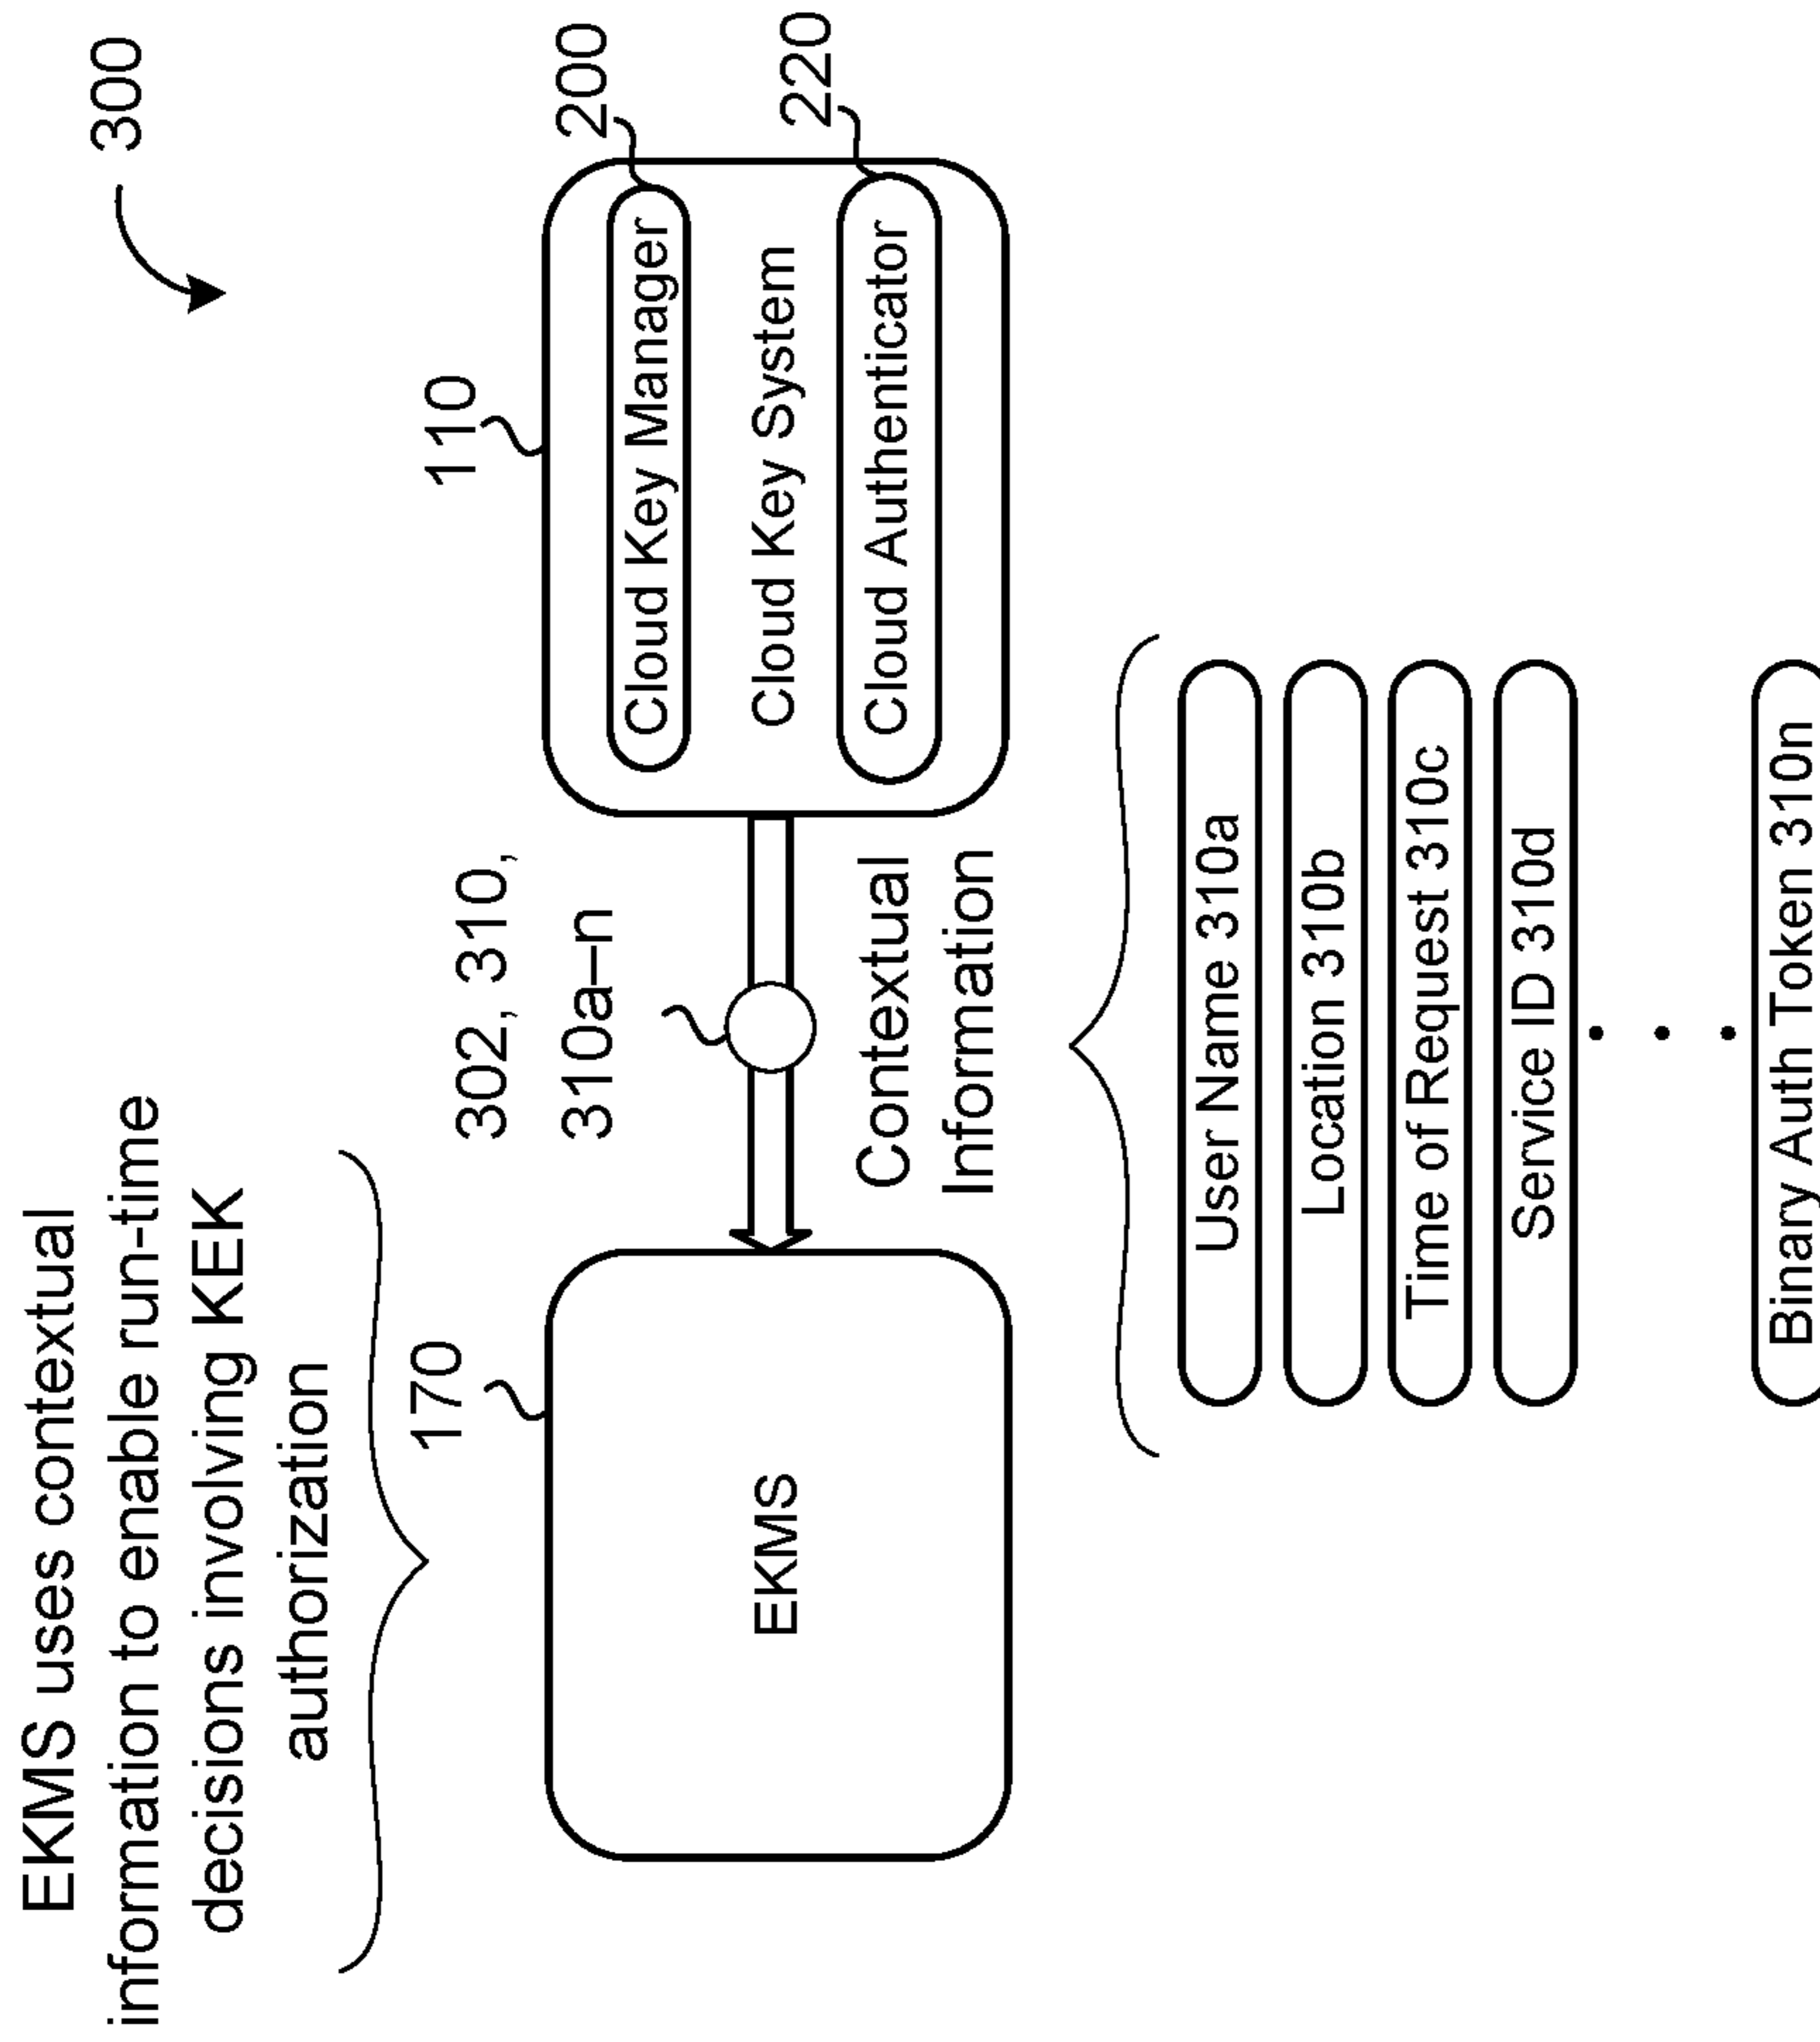 300
EKMS uses contextual
information to enable run-time
decisions involving KEK
authorization
170
EKMS
302, 310,
310a–n
Contextual
Information
110
Cloud Key Manager
200
Cloud Key System
Cloud Authenticator
220
User Name 310a
Location 310b
Time of Request 310c
Service ID 310d
Binary Auth Token 310n